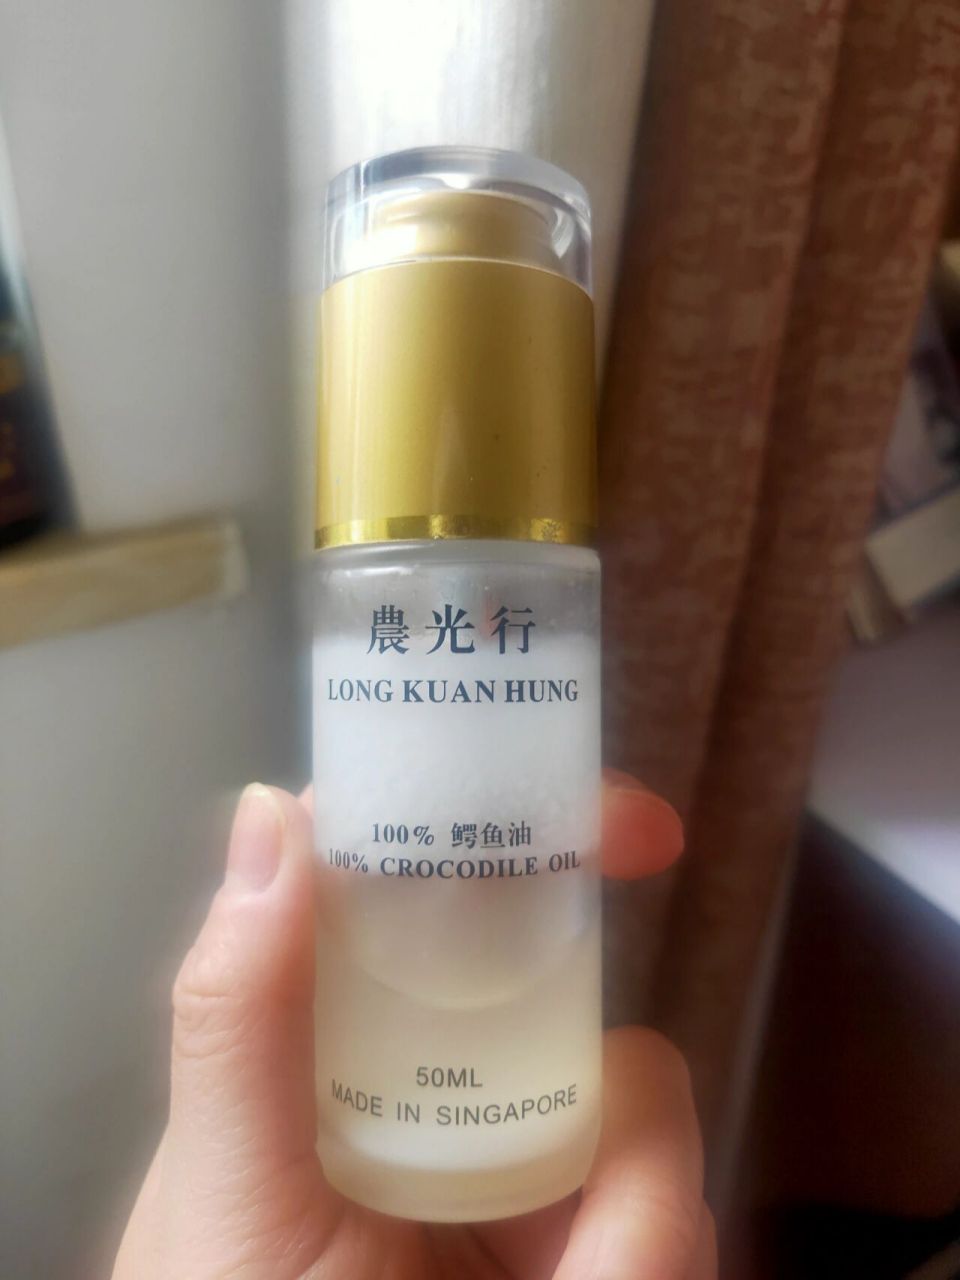 農光行
LONG KUAN HUNG
100% 鳄鱼油
100% CROCODILE OIL
50ML
MADE IN SINGAPORE